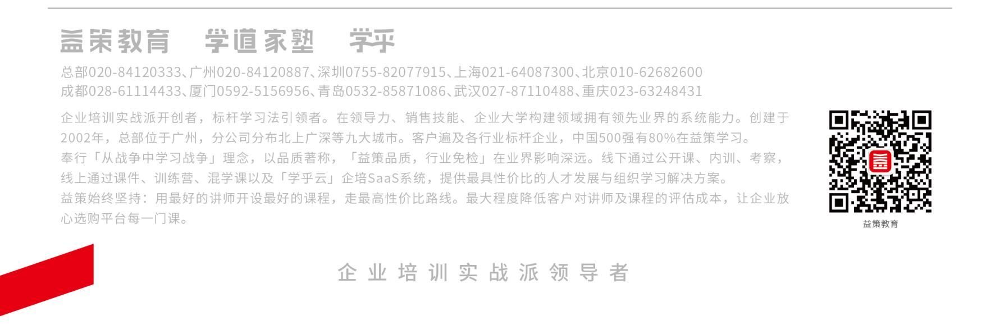 益策教育 学道家塾 学乎
总部020-84120333、广州020-84120887、深圳0755-82077915、上海021-64087300、北京010-62682600
成都028-61114433、厦门0592-5156956、青岛0532-85871086、武汉027-87110488、重庆023-63248431
企业培训实战派开创者，标杆学习法引领者。在领导力、销售技能、企业大学构建领域拥有领先业界的系统能力。创建于
2002年，总部位于广州，分公司分布北上广深等九大城市。客户遍及各行业标杆企业，中国500强有80%在益策学习。
奉行「从战争中学习战争」理念，以品质著称，「益策品质，行业免检」在业界影响深远。线下通过公开课、内训、考察，
线上通过课件、训练营、混学课以及「学乎云」企培SaaS系统，提供最具性价比的人才发展与组织学习解决方案。
益策始终坚持：用最好的讲师开设最好的课程，走最高性价比路线。最大程度降低客户对讲师及课程的评估成本，让企业放
心选购平台每一门课。
益
益策教育
企业培训实战派领导者